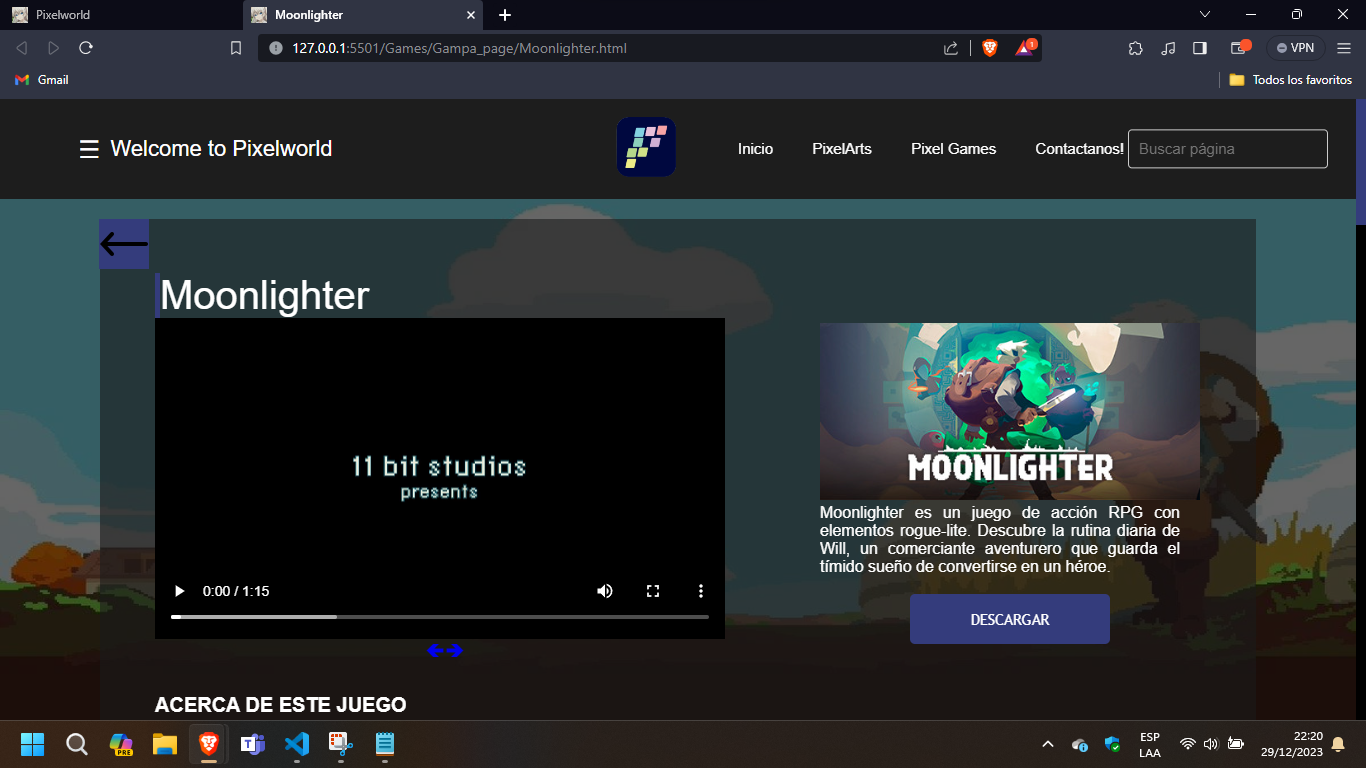 Pixelworld
Moonlighter
127.0.0.1:5501/Games/Gampa_page/Moonlighter.html
1
VPN
Gmail
Todos los favoritos
Welcome to Pixelworld
Inicio
PixelArts
Pixel Games
Contactanos!
Buscar página
Moonlighter
11 bit studios
presents
0:00 / 1:15
MOONLIGHTER
Moonlighter es un juego de acción RPG con
elementos rogue-lite. Descubre la rutina diaria de
Will, un comerciante aventurero que guarda el
tímido sueño de convertirse en un héroe.
DESCARGAR
ACERCA DE ESTE JUEGO
PRE
ESP
LAA
22:20
29/12/2023